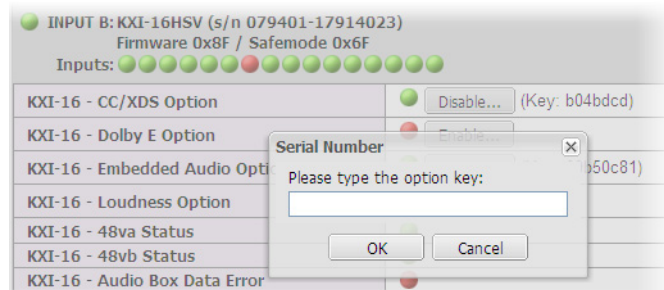 INPUT B: KXI-16HSV (s/n 079401-17914023)
Firmware 0x8F / Safemode 0x6F
Inputs:
KXI-16 - CC/XDS Option Disable... (Key: b04bdcd)
KXI-16 - Dolby E Option Enable...
Serial Number
KXI-16 - Embedded Audio b50c81)
Please type the option key:
KXI-16 - Loudness Option
KXI-16 - 48va Status
OK Cancel
KXI-16 - 48vb Status
KXI-16 - Audio Box Data Error